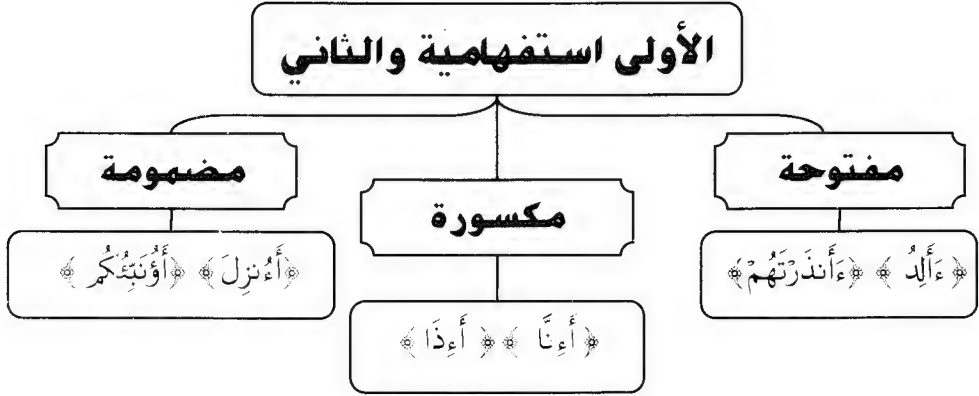 الأولى استفهامية والثاني
مفتوحة
﴿ءَأَلِدُ﴾ ﴿ءَأَنذَرْتَهُمْ﴾
مكسورة
﴿أَءِنَّا﴾ ﴿أَءِذَا﴾
مضمومة
﴿أَءُنزِلَ﴾ ﴿أَؤُنَبِّئُكُم﴾